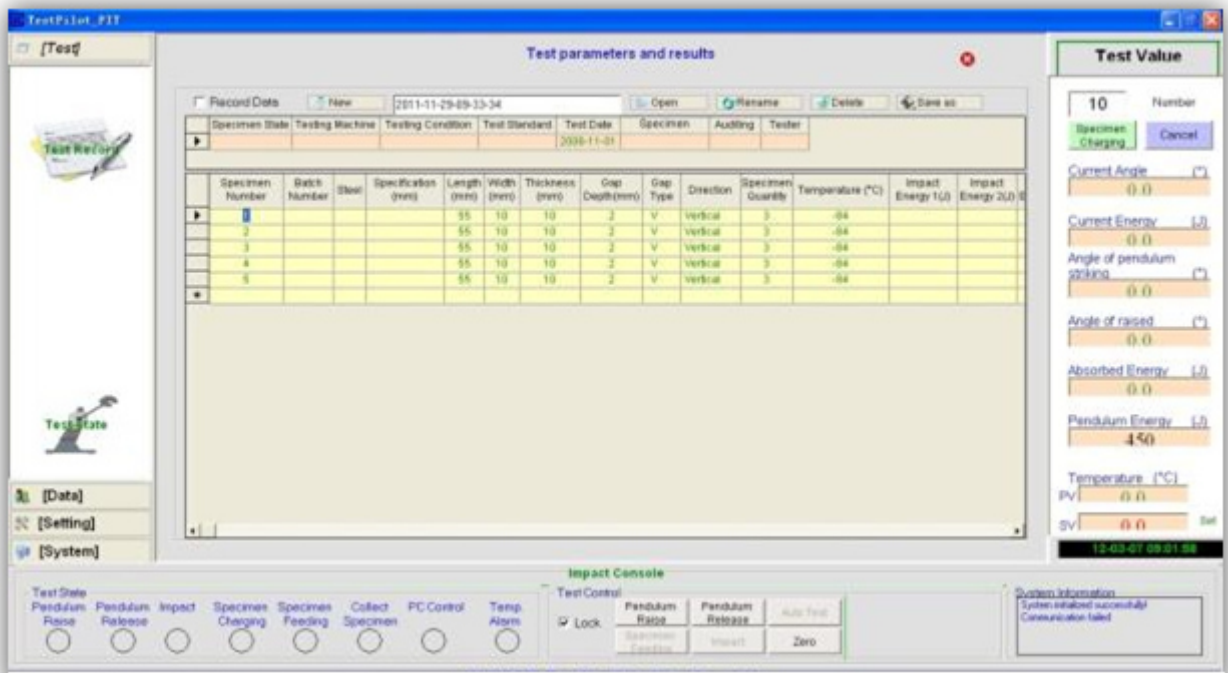 TestPilot_PIT
[Test]
Test Record
Test State
[Data]
[Setting]
[System]
Test parameters and results
Record Data New 2011-11-29-09-33-34 Open Rename Delete Save as
Specimen State Testing Machine Testing Condition Test Standard Test Date Specimen Auditing Tester
2008-11-01
Specimen Number Batch Number Steel Specification (mm) Length (mm) Width (mm) Thickness (mm) Gap Depth(mm) Gap Type Direction Specimen Quantity Temperature (°C) Impact Energy 1(J) Impact Energy 2(J)
1 55 10 10 2 V Vertical 3 -84
2 55 10 10 2 V Vertical 3 -84
3 55 10 10 2 V Vertical 3 -84
4 55 10 10 2 V Vertical 3 -84
5 55 10 10 2 V Vertical 3 -84
Test Value
10 Number
Specimen Charging Cancel
Current Angle (°)
0.0
Current Energy (J)
0.0
Angle of pendulum striking (°)
0.0
Angle of raised (°)
0.0
Absorbed Energy (J)
0.0
Pendulum Energy (J)
450
Temperature (°C)
PV 0.0
SV 0.0 Set
12-03-07 09:01:58
Impact Console
Test State
Pendulum Raise Pendulum Release Impact Specimen Charging Specimen Feeding Collect Specimen PC Control Temp. Alarm
Test Control
Lock
Pendulum Raise Pendulum Release Auto Test
Specimen Feeding Impact Zero
System Information
System initialized successfully!
Communication failed